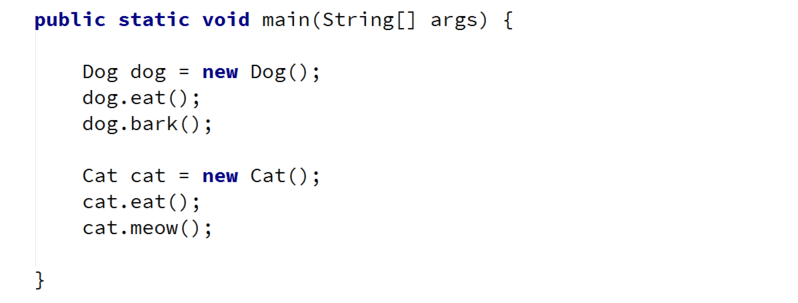 public static void main(String[] args) {
Dog dog = new Dog();
dog.eat();
dog.bark();
Cat cat = new Cat();
cat.eat();
cat.meow();
}